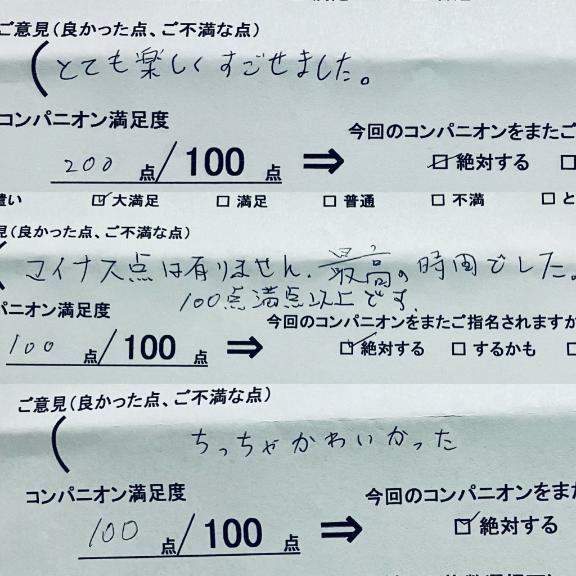 ご意見(良かった点、ご不満な点)
とても楽しくすごせました。
コンパニオン満足度
200 点/100 点 ⇒
今回のコンパニオンをまたご
☑ 絶対する □
☑ 大満足 □ 満足 □ 普通 □ 不満 □ と
見(良かった点、ご不満な点)
マイナス点は有りません。最高の時間でした。
100点満点以上です。
パニオン満足度
今回のコンパニオンをまたご指名されますか
100 点/100 点 ⇒
☑ 絶対する □ するかも □
ご意見(良かった点、ご不満な点)
ちっちゃかわいかった
コンパニオン満足度
今回のコンパニオンをまた
100 点/100 点 ⇒
☑ 絶対する